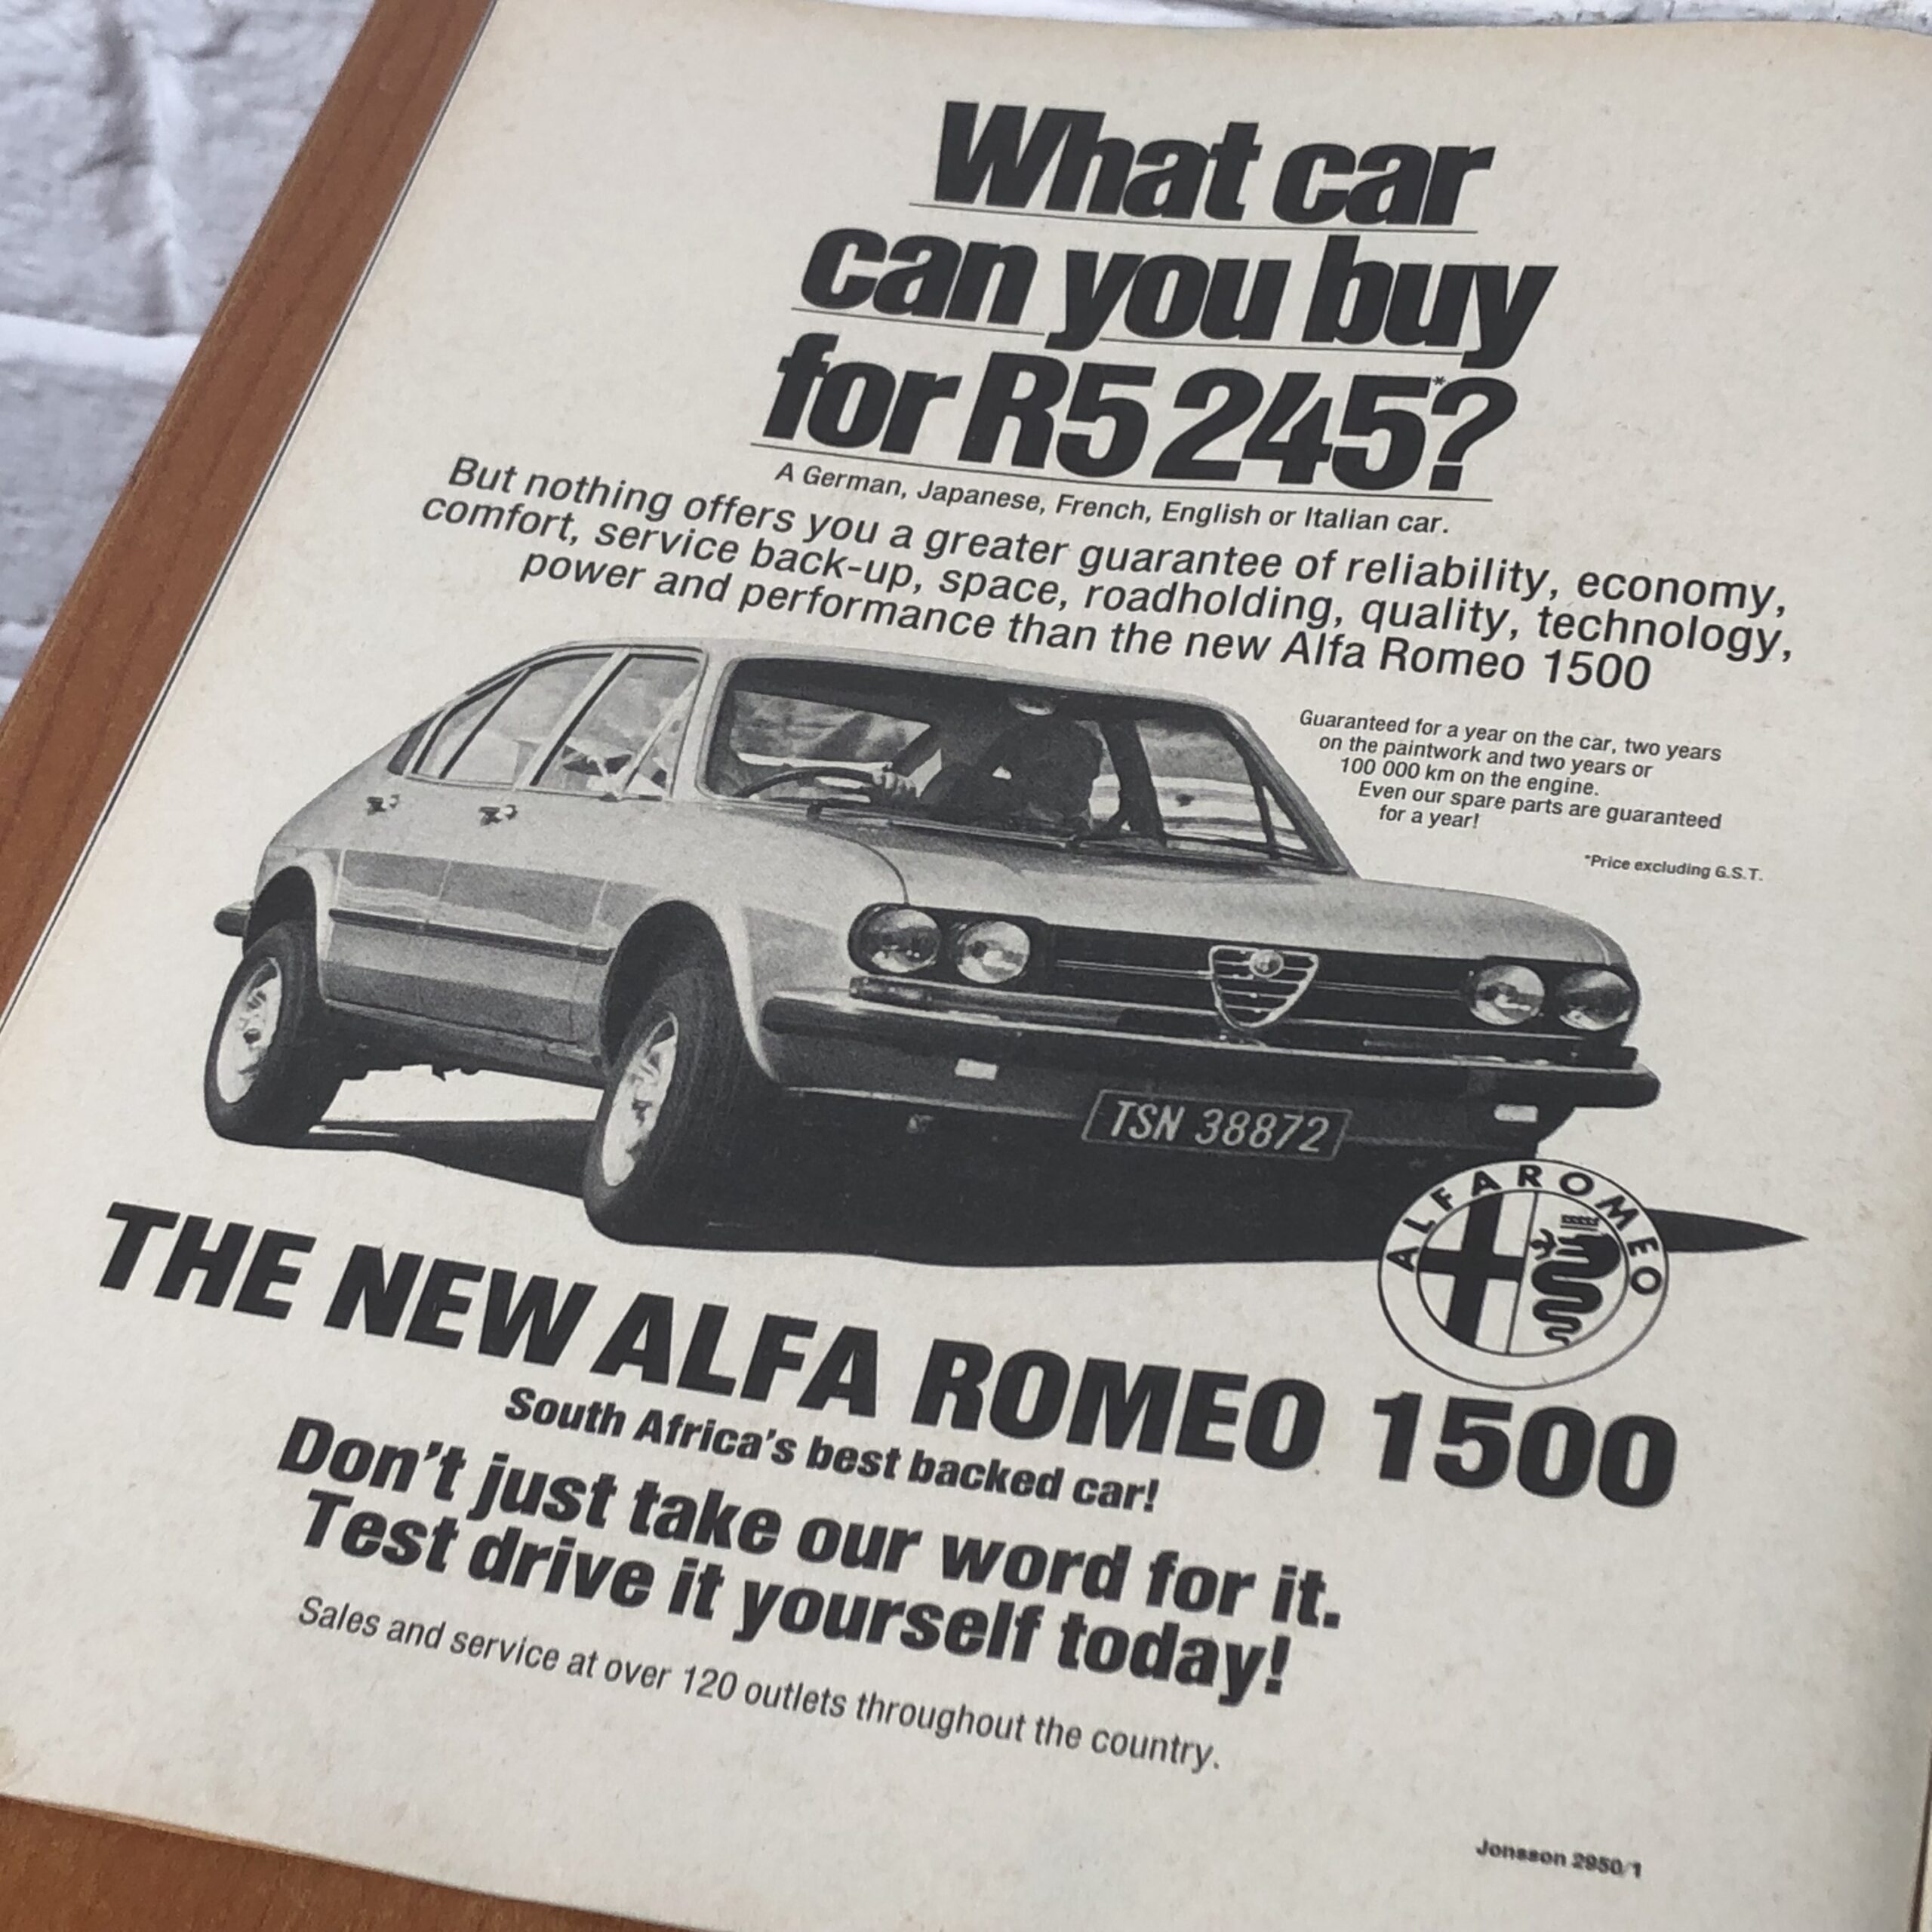 What car
can you buy
for R5 245*?
A German, Japanese, French, English or Italian car.
But nothing offers you a greater guarantee of reliability, economy,
comfort, service back-up, space, roadholding, quality, technology,
power and performance than the new Alfa Romeo 1500
Guaranteed for a year on the car, two years
on the paintwork and two years or
100 000 km on the engine.
Even our spare parts are guaranteed
for a year!
*Price excluding G.S.T.
TSN 38872
ALFA ROMEO
THE NEW ALFA ROMEO 1500
South Africa's best backed car!
Don't just take our word for it.
Test drive it yourself today!
Sales and service at over 120 outlets throughout the country.
Jonsson 2950/1